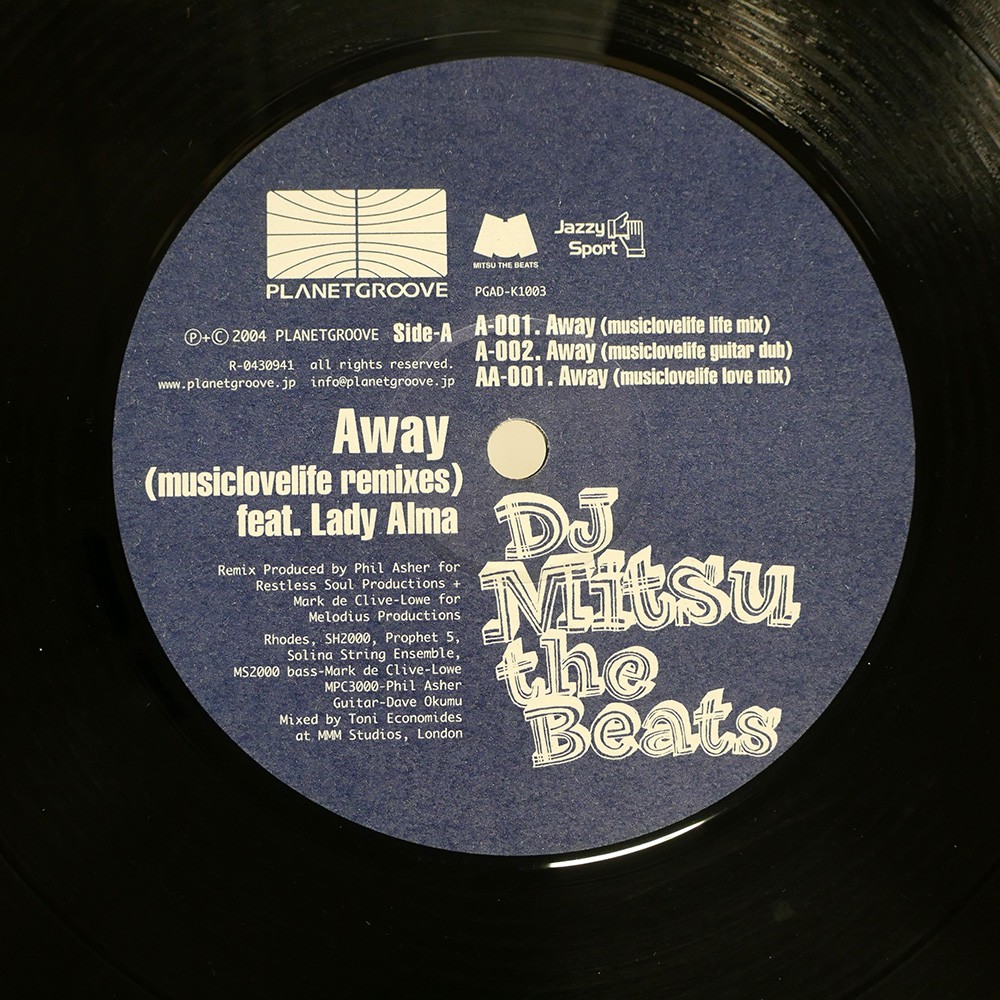 PLANETGROOVE
MITSU THE BEATS
Jazzy
Sport
PGAD-K1003
Ⓟ+Ⓒ 2004 PLANETGROOVE Side-A
R-0430941 all rights reserved.
www.planetgroove.jp info@planetgroove.jp
A-001. Away (musiclovelife life mix)
A-002. Away (musiclovelife guitar dub)
AA-001. Away (musiclovelife love mix)
Away
(musiclovelife remixes)
feat. Lady Alma
Remix Produced by Phil Asher for
Restless Soul Productions +
Mark de Clive-Lowe for
Melodius Productions
Rhodes, SH2000, Prophet 5,
Solina String Ensemble,
MS2000 bass-Mark de Clive-Lowe
MPC3000-Phil Asher
Guitar-Dave Okumu
Mixed by Toni Economides
at MMM Studios, London
DJ
Mitsu
the
Beats